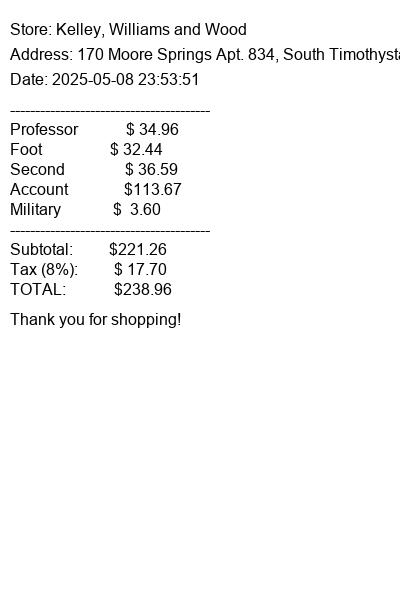 Store: Kelley, Williams and Wood
Address: 170 Moore Springs Apt. 834, South
Date: 2025-05-08 23:53:51
----------------------------------------
Professor $ 34.96
Foot $ 32.44
Second $ 36.59
Account $113.67
Military $ 3.60
----------------------------------------
Subtotal: $221.26
Tax (8%): $ 17.70
TOTAL: $238.96
Thank you for shopping!